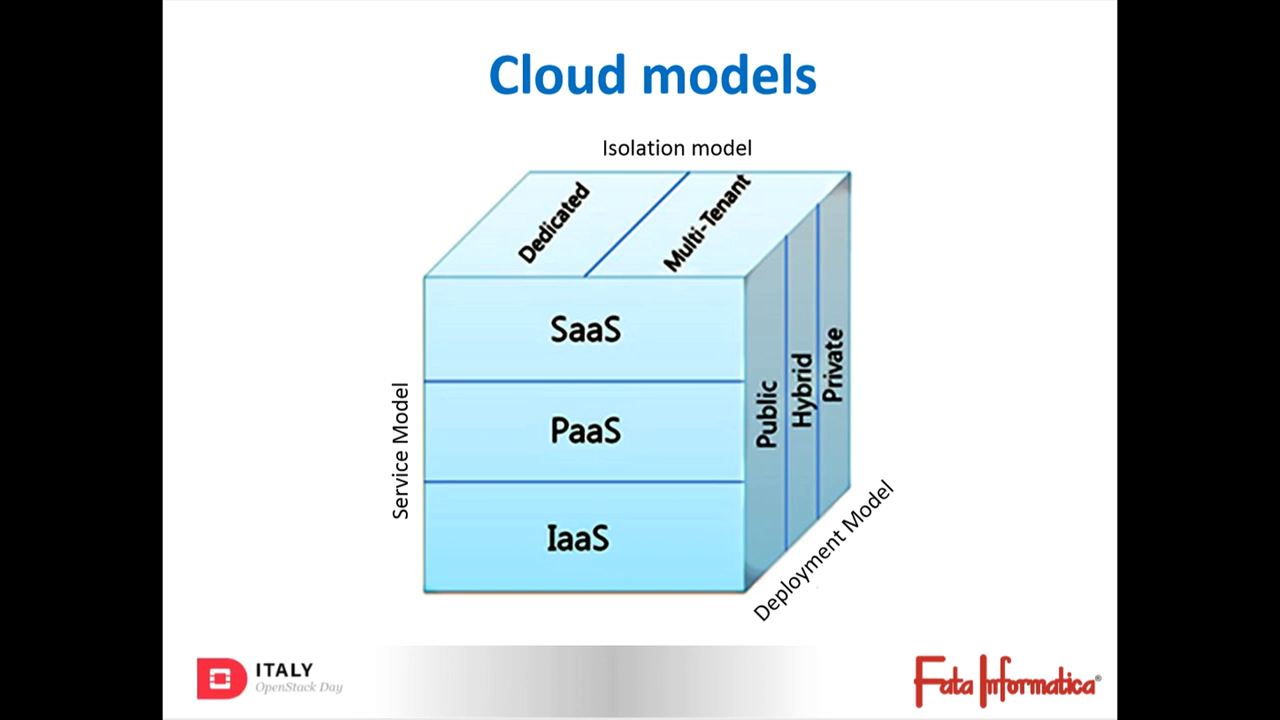 Cloud models
Isolation model
Dedicated
Multi-Tenant
SaaS
PaaS
IaaS
Service Model
Public
Hybrid
Private
Deployment Model
ITALY
OpenStack Day
Fata Informatica®